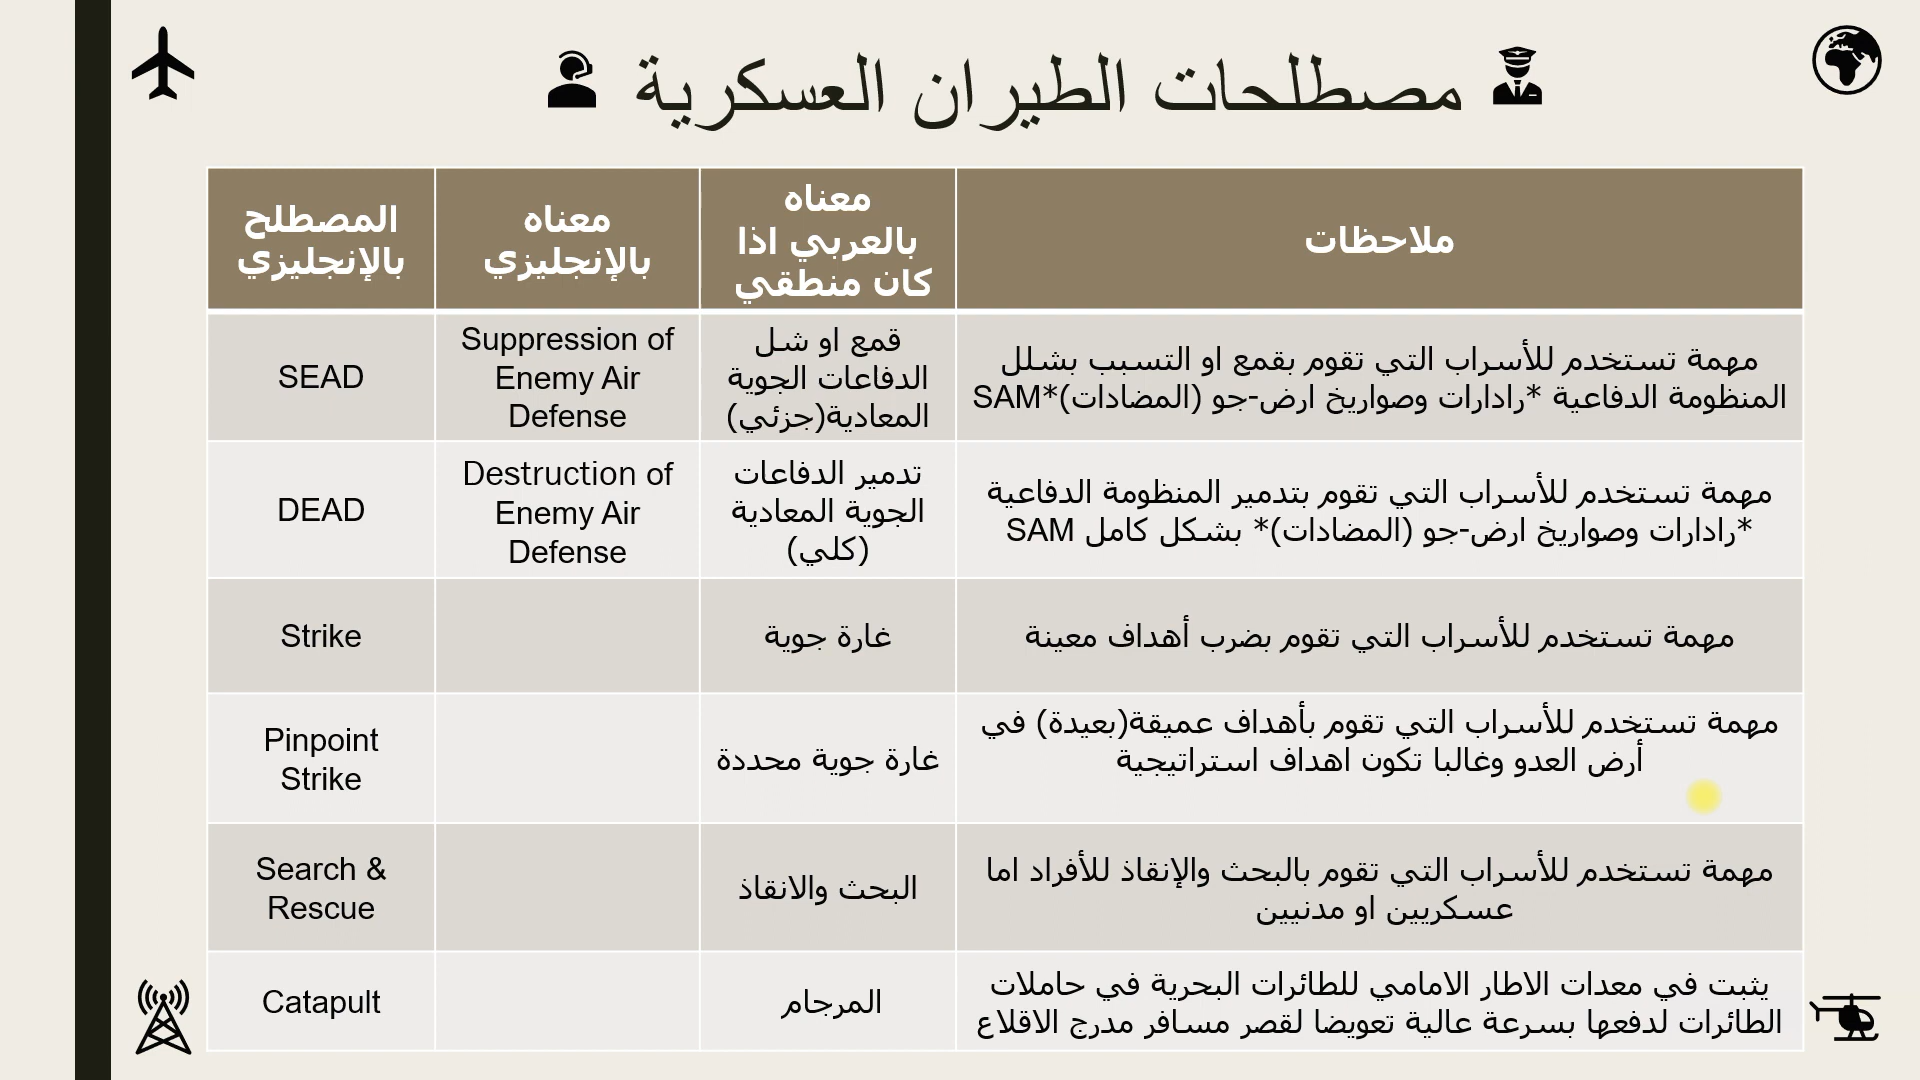 مصطلحات الطيران العسكرية
المصطلح
بالإنجليزي
معناه
بالإنجليزي
معناه
بالعربي اذا
كان منطقي
ملاحظات
SEAD
Suppression of
Enemy Air
Defense
قمع او شل
الدفاعات الجوية
المعادية(جزئي)
مهمة تستخدم للأسراب التي تقوم بقمع او التسبب بشلل
المنظومة الدفاعية *رادارات وصواريخ ارض-جو (المضادات)*SAM
DEAD
Destruction of
Enemy Air
Defense
تدمير الدفاعات
الجوية المعادية
(كلي)
مهمة تستخدم للأسراب التي تقوم بتدمير المنظومة الدفاعية
*رادارات وصواريخ ارض-جو (المضادات)* بشكل كامل SAM
Strike
غارة جوية
مهمة تستخدم للأسراب التي تقوم بضرب أهداف معينة
Pinpoint
Strike
غارة جوية محددة
مهمة تستخدم للأسراب التي تقوم بأهداف عميقة(بعيدة) في
أرض العدو وغالبا تكون اهداف استراتيجية
Search &
Rescue
البحث والانقاذ
مهمة تستخدم للأسراب التي تقوم بالبحث والإنقاذ للأفراد اما
عسكريين او مدنيين
Catapult
المرجام
يثبت في معدات الاطار الامامي للطائرات البحرية في حاملات
الطائرات لدفعها بسرعة عالية تعويضا لقصر مسافر مدرج الاقلاع